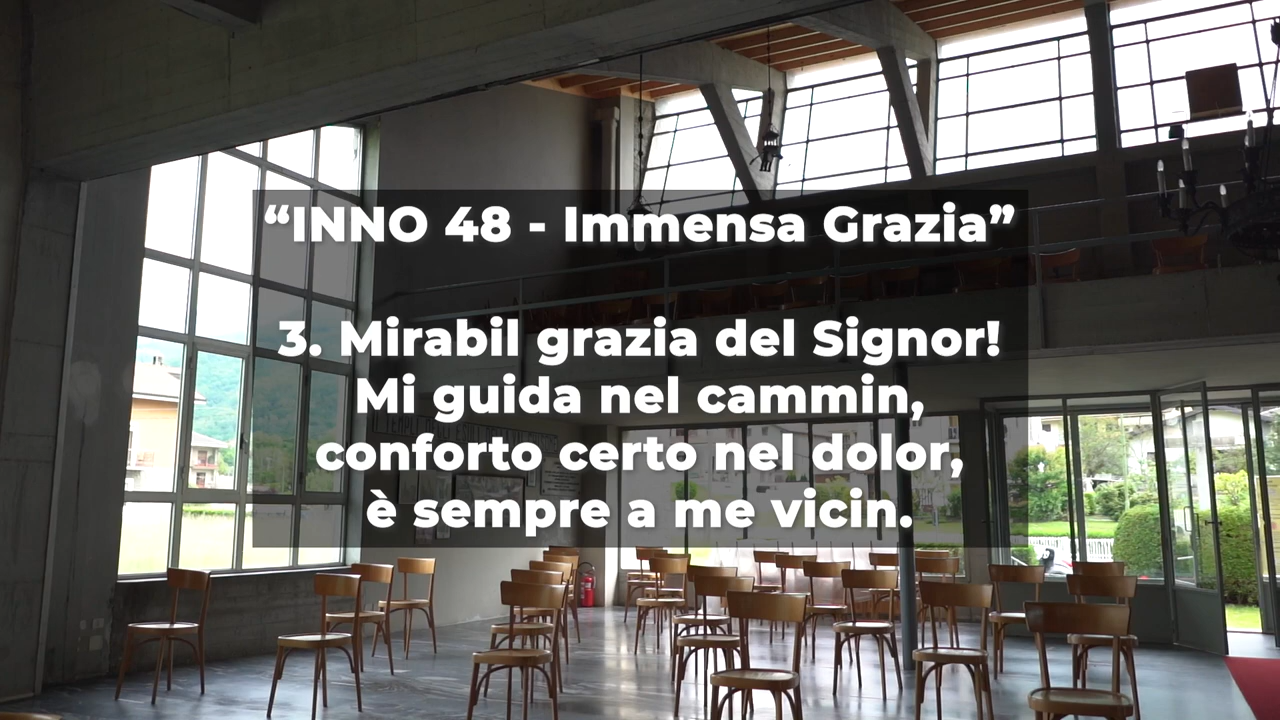 “INNO 48 - Immensa Grazia”
3. Mirabil grazia del Signor!
Mi guida nel cammin,
conforto certo nel dolor,
è sempre a me vicin.